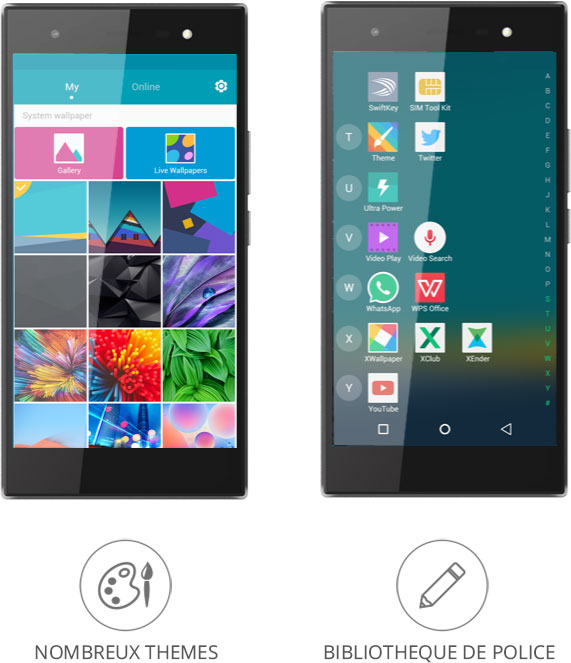 My Online
System wallpaper
Gallery Live Wallpapers
SwiftKey SIM Tool Kit
T Theme Twitter
U Ultra Power
V Video Play Video Search
W WhatsApp WPS Office
X XWallpaper XClub XEnder
Y YouTube
A
B
C
D
E
F
G
H
I
J
K
L
M
N
O
P
S
T
U
V
W
X
Y
#
NOMBREUX THEMES
BIBLIOTHEQUE DE POLICE